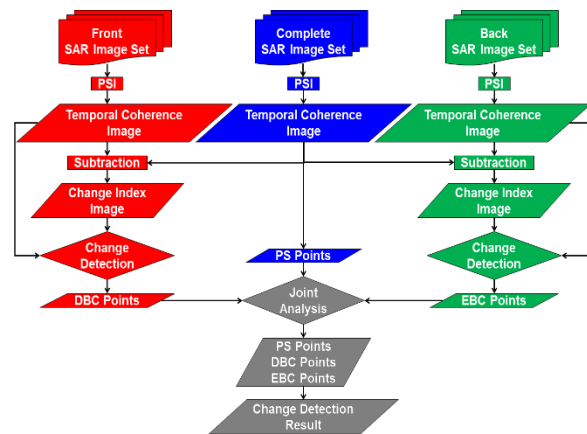 Front
SAR Image Set
Complete
SAR Image Set
Back
SAR Image Set
PSI
PSI
PSI
Temporal Coherence
Image
Temporal Coherence
Image
Temporal Coherence
Image
Subtraction
Subtraction
Change Index
Image
Change Index
Image
Change
Detection
PS Points
Change
Detection
DBC Points
Joint
Analysis
EBC Points
PS Points
DBC Points
EBC Points
Change Detection
Result